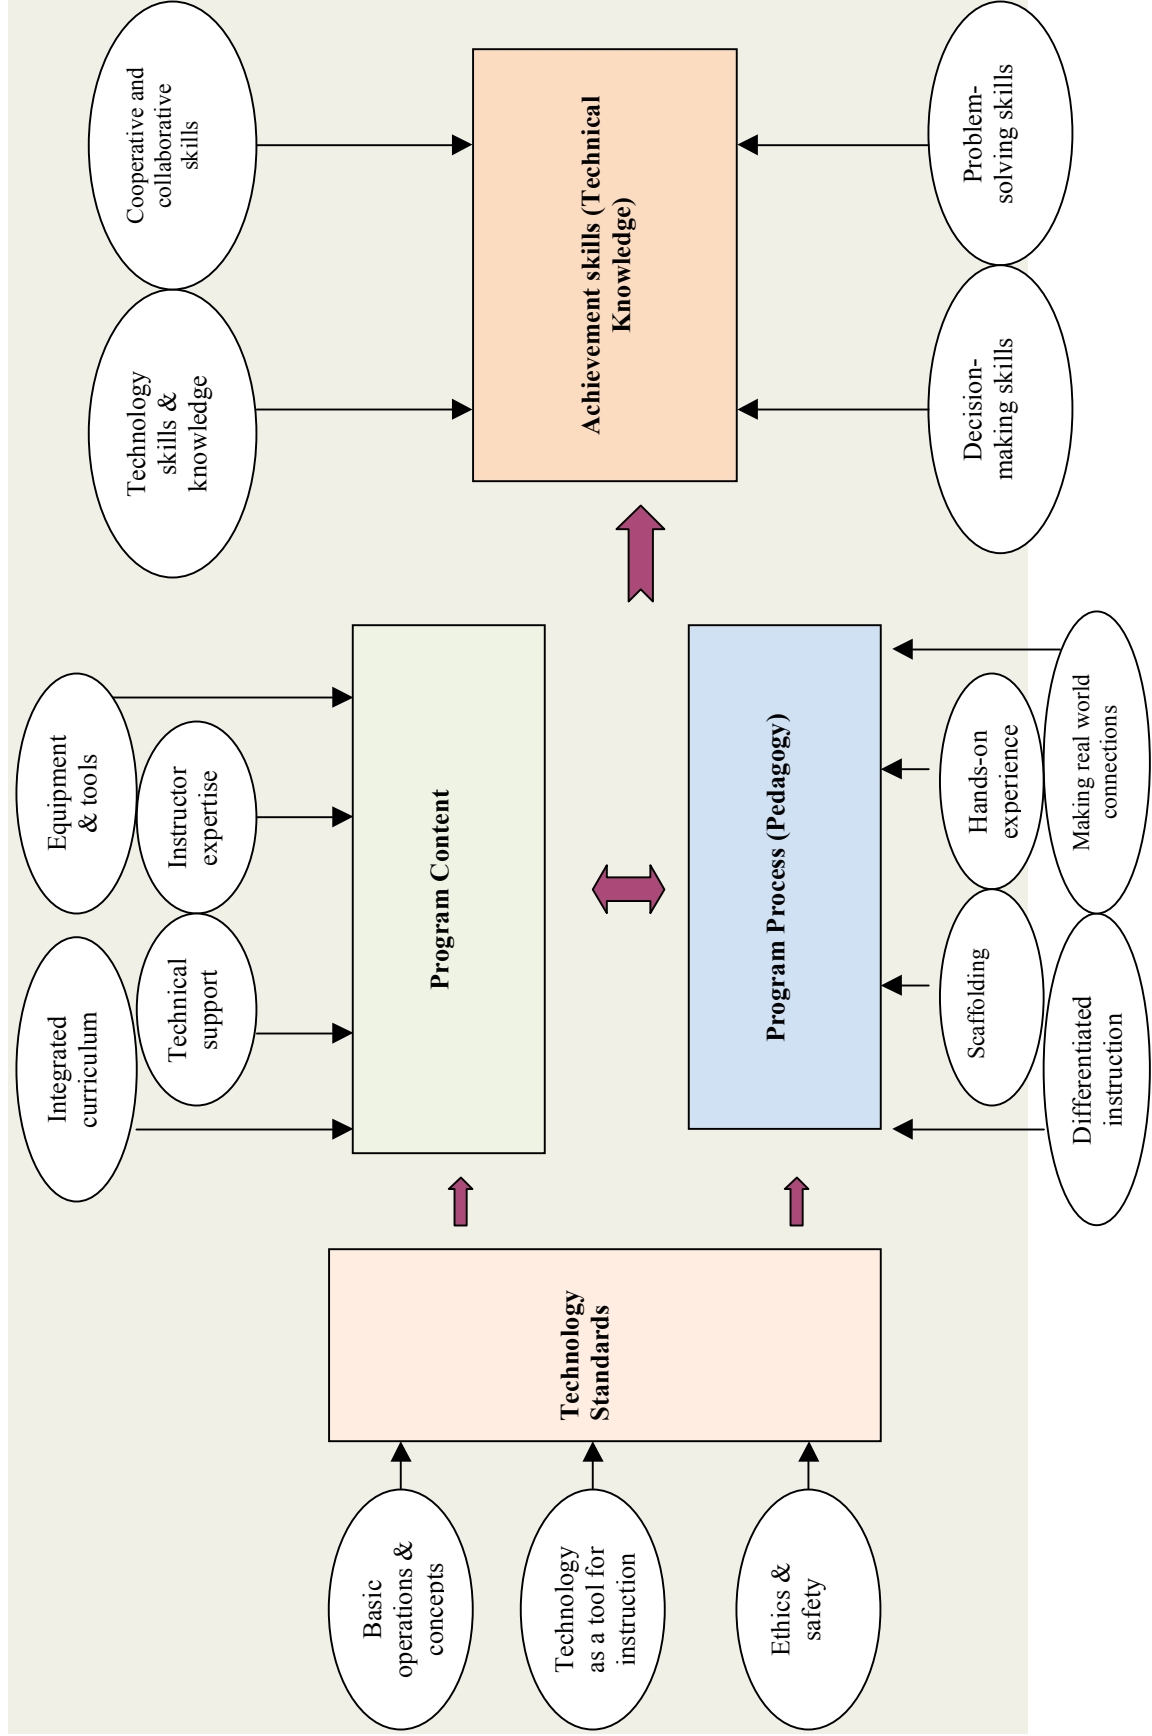 Basic
operations &
concepts
Technology
as a tool for
instruction
Ethics &
safety
Technology
Standards
Integrated
curriculum
Technical
support
Instructor
expertise
Equipment
& tools
Program Content
Program Process (Pedagogy)
Scaffolding
Hands-on
experience
Differentiated
instruction
Making real world
connections
Technology
skills &
knowledge
Cooperative and
collaborative
skills
Achievement skills (Technical
Knowledge)
Decision-
making skills
Problem-
solving skills